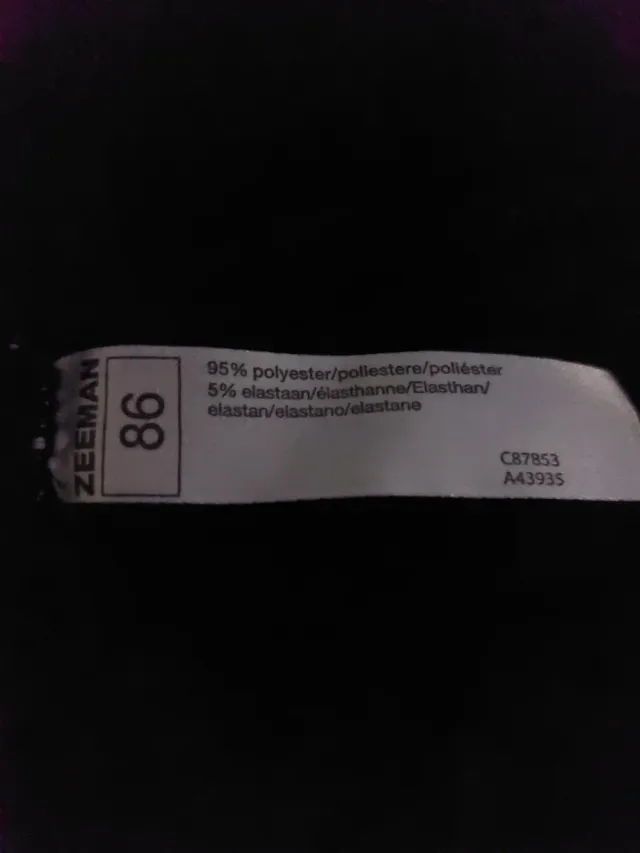 ZEEMAN
86
95% polyester/poliestere/poliéster
5% elastaan/élasthanne/Elasthan/
elastan/elastano/elastane
C87853
A43935